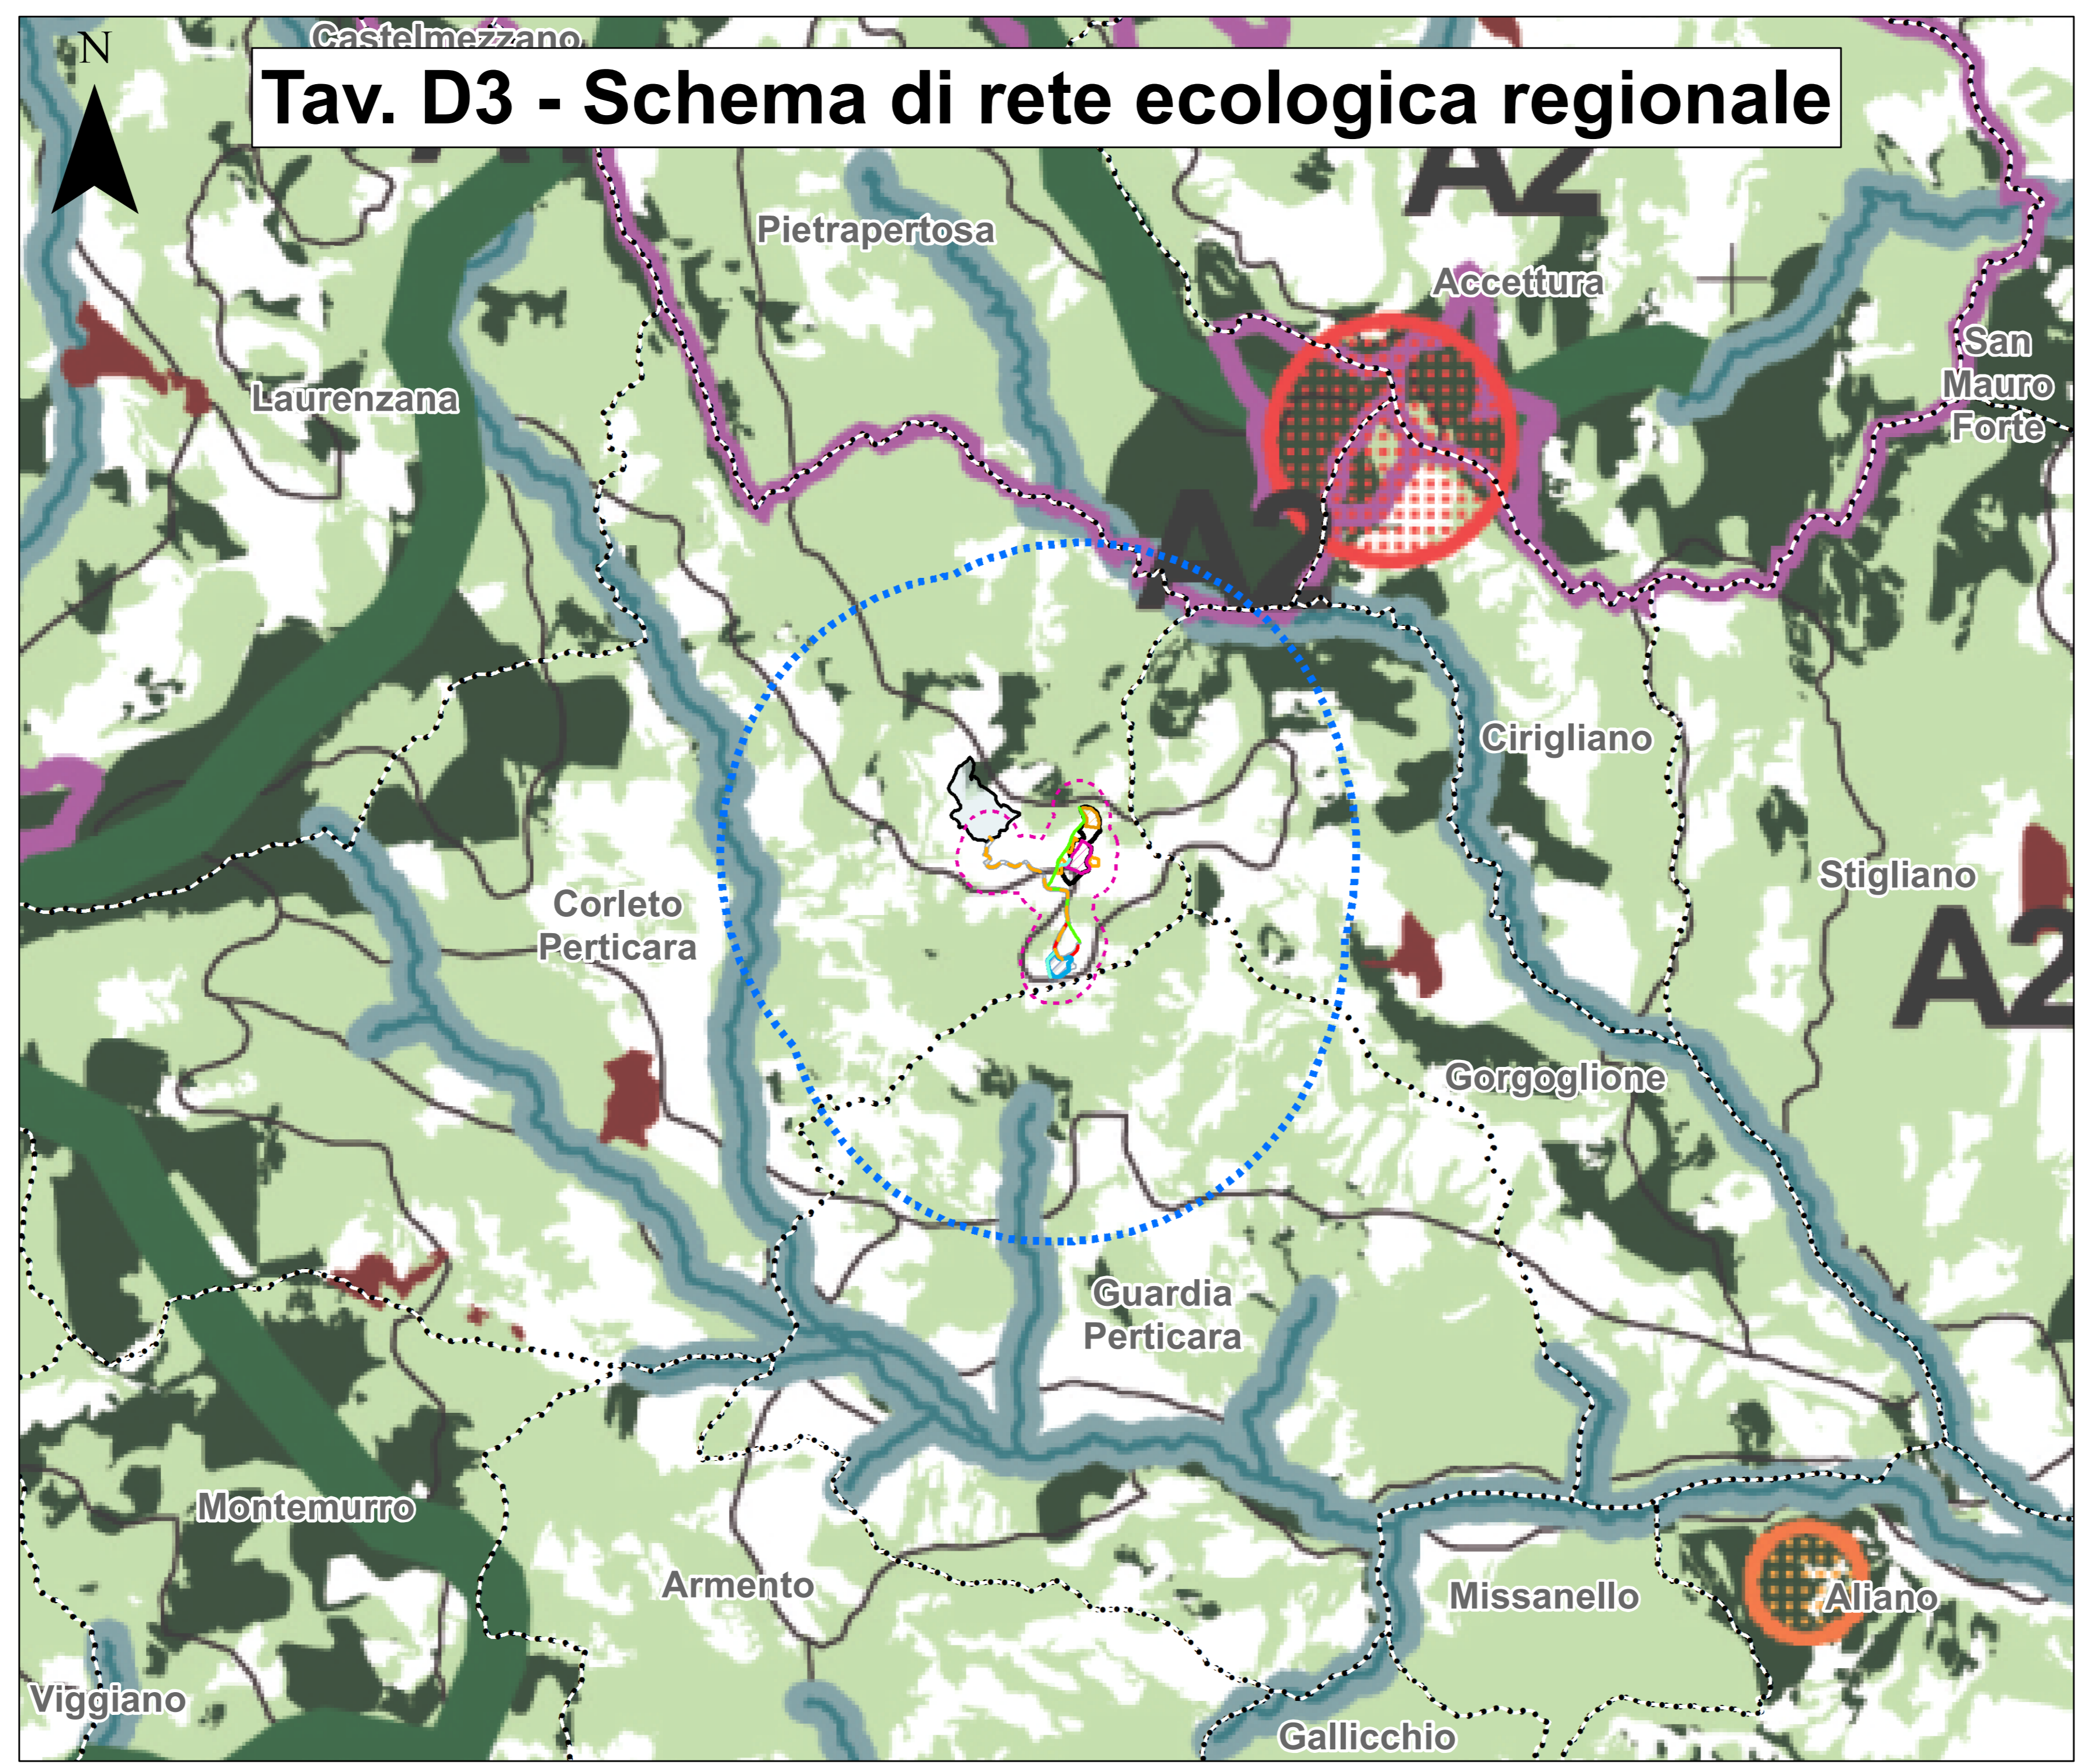 Castelmezzano
N
Tav. D3 - Schema di rete ecologica regionale
A2
Pietrapertosa
Accettura
San
Mauro
Forte
Laurenzana
A2
Cirigliano
Stigliano
Corleto
Perticara
A2
Gorgoglione
Guardia
Perticara
Montemurro
Armento
Missanello
Aliano
Viggiano
Gallicchio